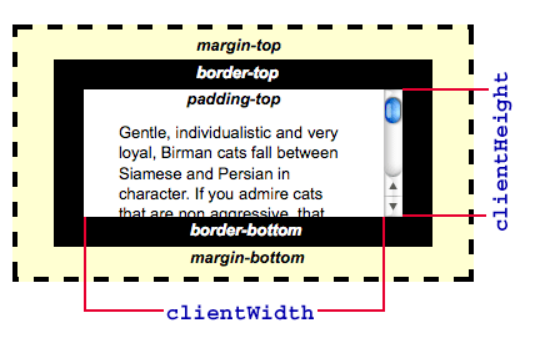 margin-top
border-top
padding-top
Gentle, individualistic and very
loyal, Birman cats fall between
Siamese and Persian in
character. If you admire cats
that are non aggressive, that
border-bottom
margin-bottom
clientWidth
clientHeight